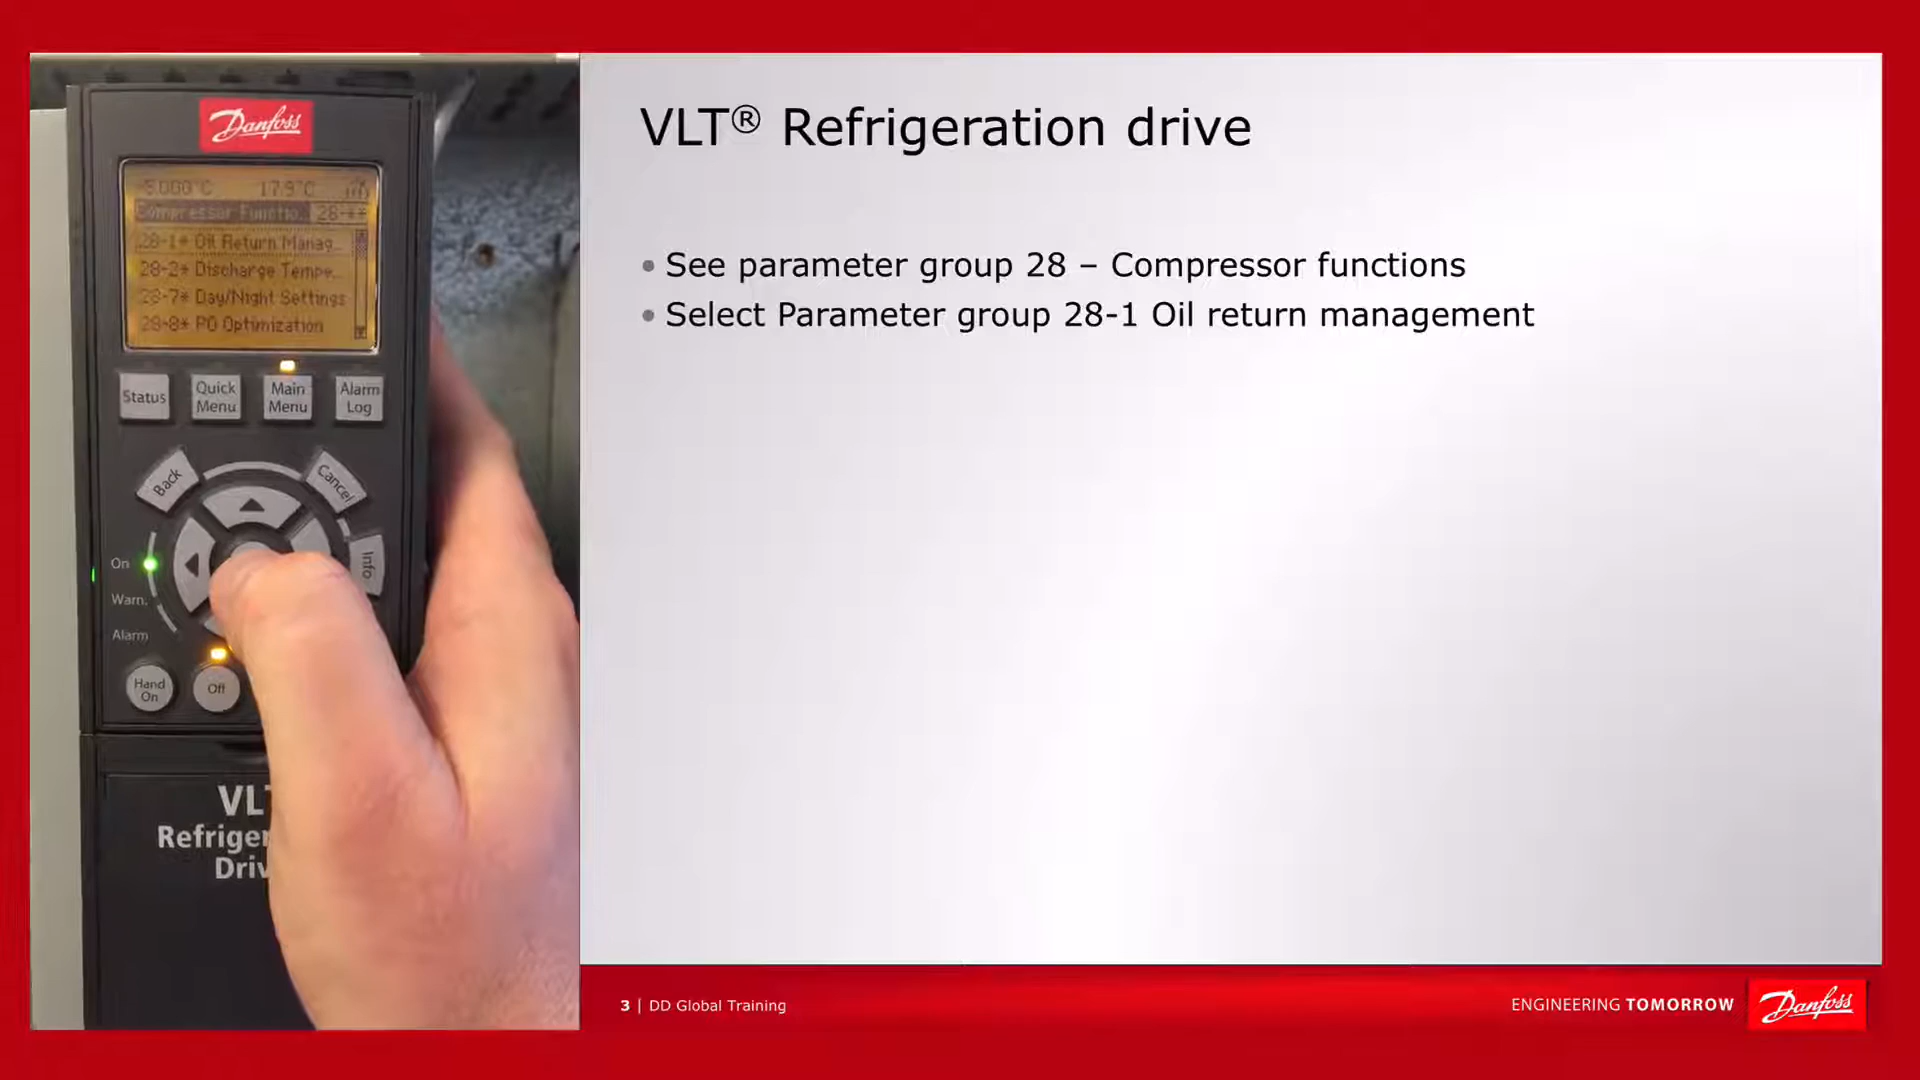 Danfoss
-5.000°C 17.9°C
Compressor Functio.. 28-**
28-1* Oil Return Manag..
28-2* Discharge Tempe..
28-7* Day/Night Settings
28-8* P0 Optimization
Status
Quick
Menu
Main
Menu
Alarm
Log
Back
Cancel
Info
On
Warn.
Alarm
Hand
On
Off
VLT
Refriger
Driv
VLT® Refrigeration drive
• See parameter group 28 – Compressor functions
• Select Parameter group 28-1 Oil return management
3 | DD Global Training
ENGINEERING TOMORROW
Danfoss